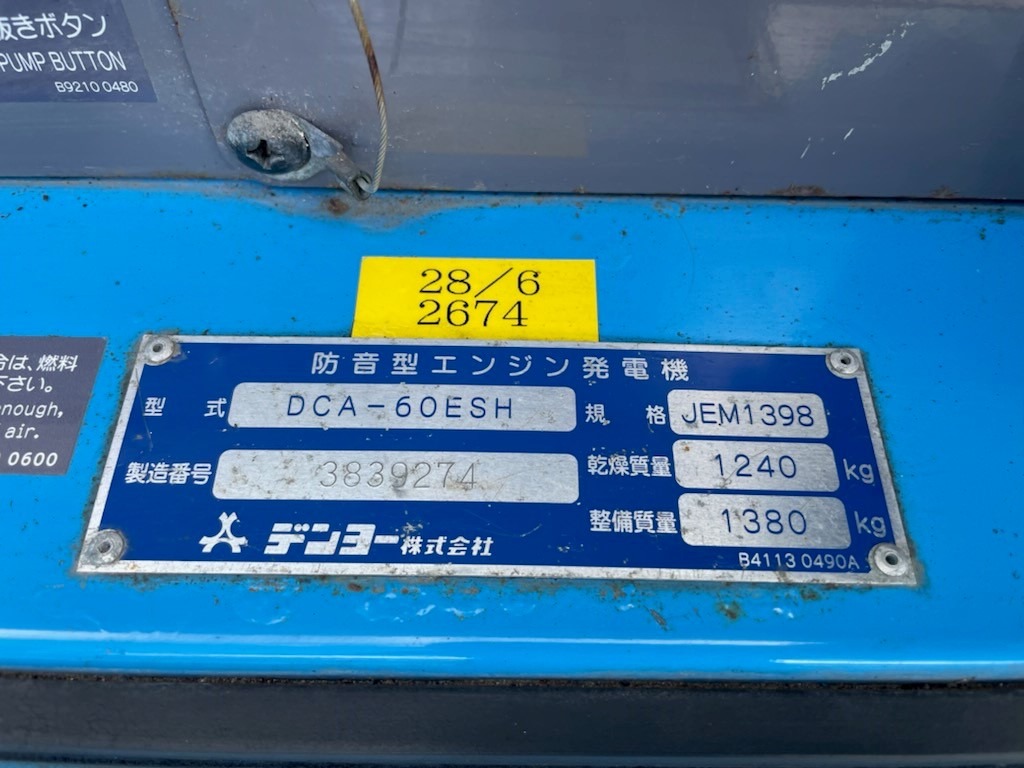 抜きボタン
PUMP BUTTON
B9210 0480
28/6
2674
は、燃料
下さい。
enough,
air.
0600
防音型エンジン発電機
型式 DCA-60ESH 規格 JEM1398
製造番号 3839274 乾燥質量 1240 kg
デンヨー株式会社 整備質量 1380 kg
B4113 0490A